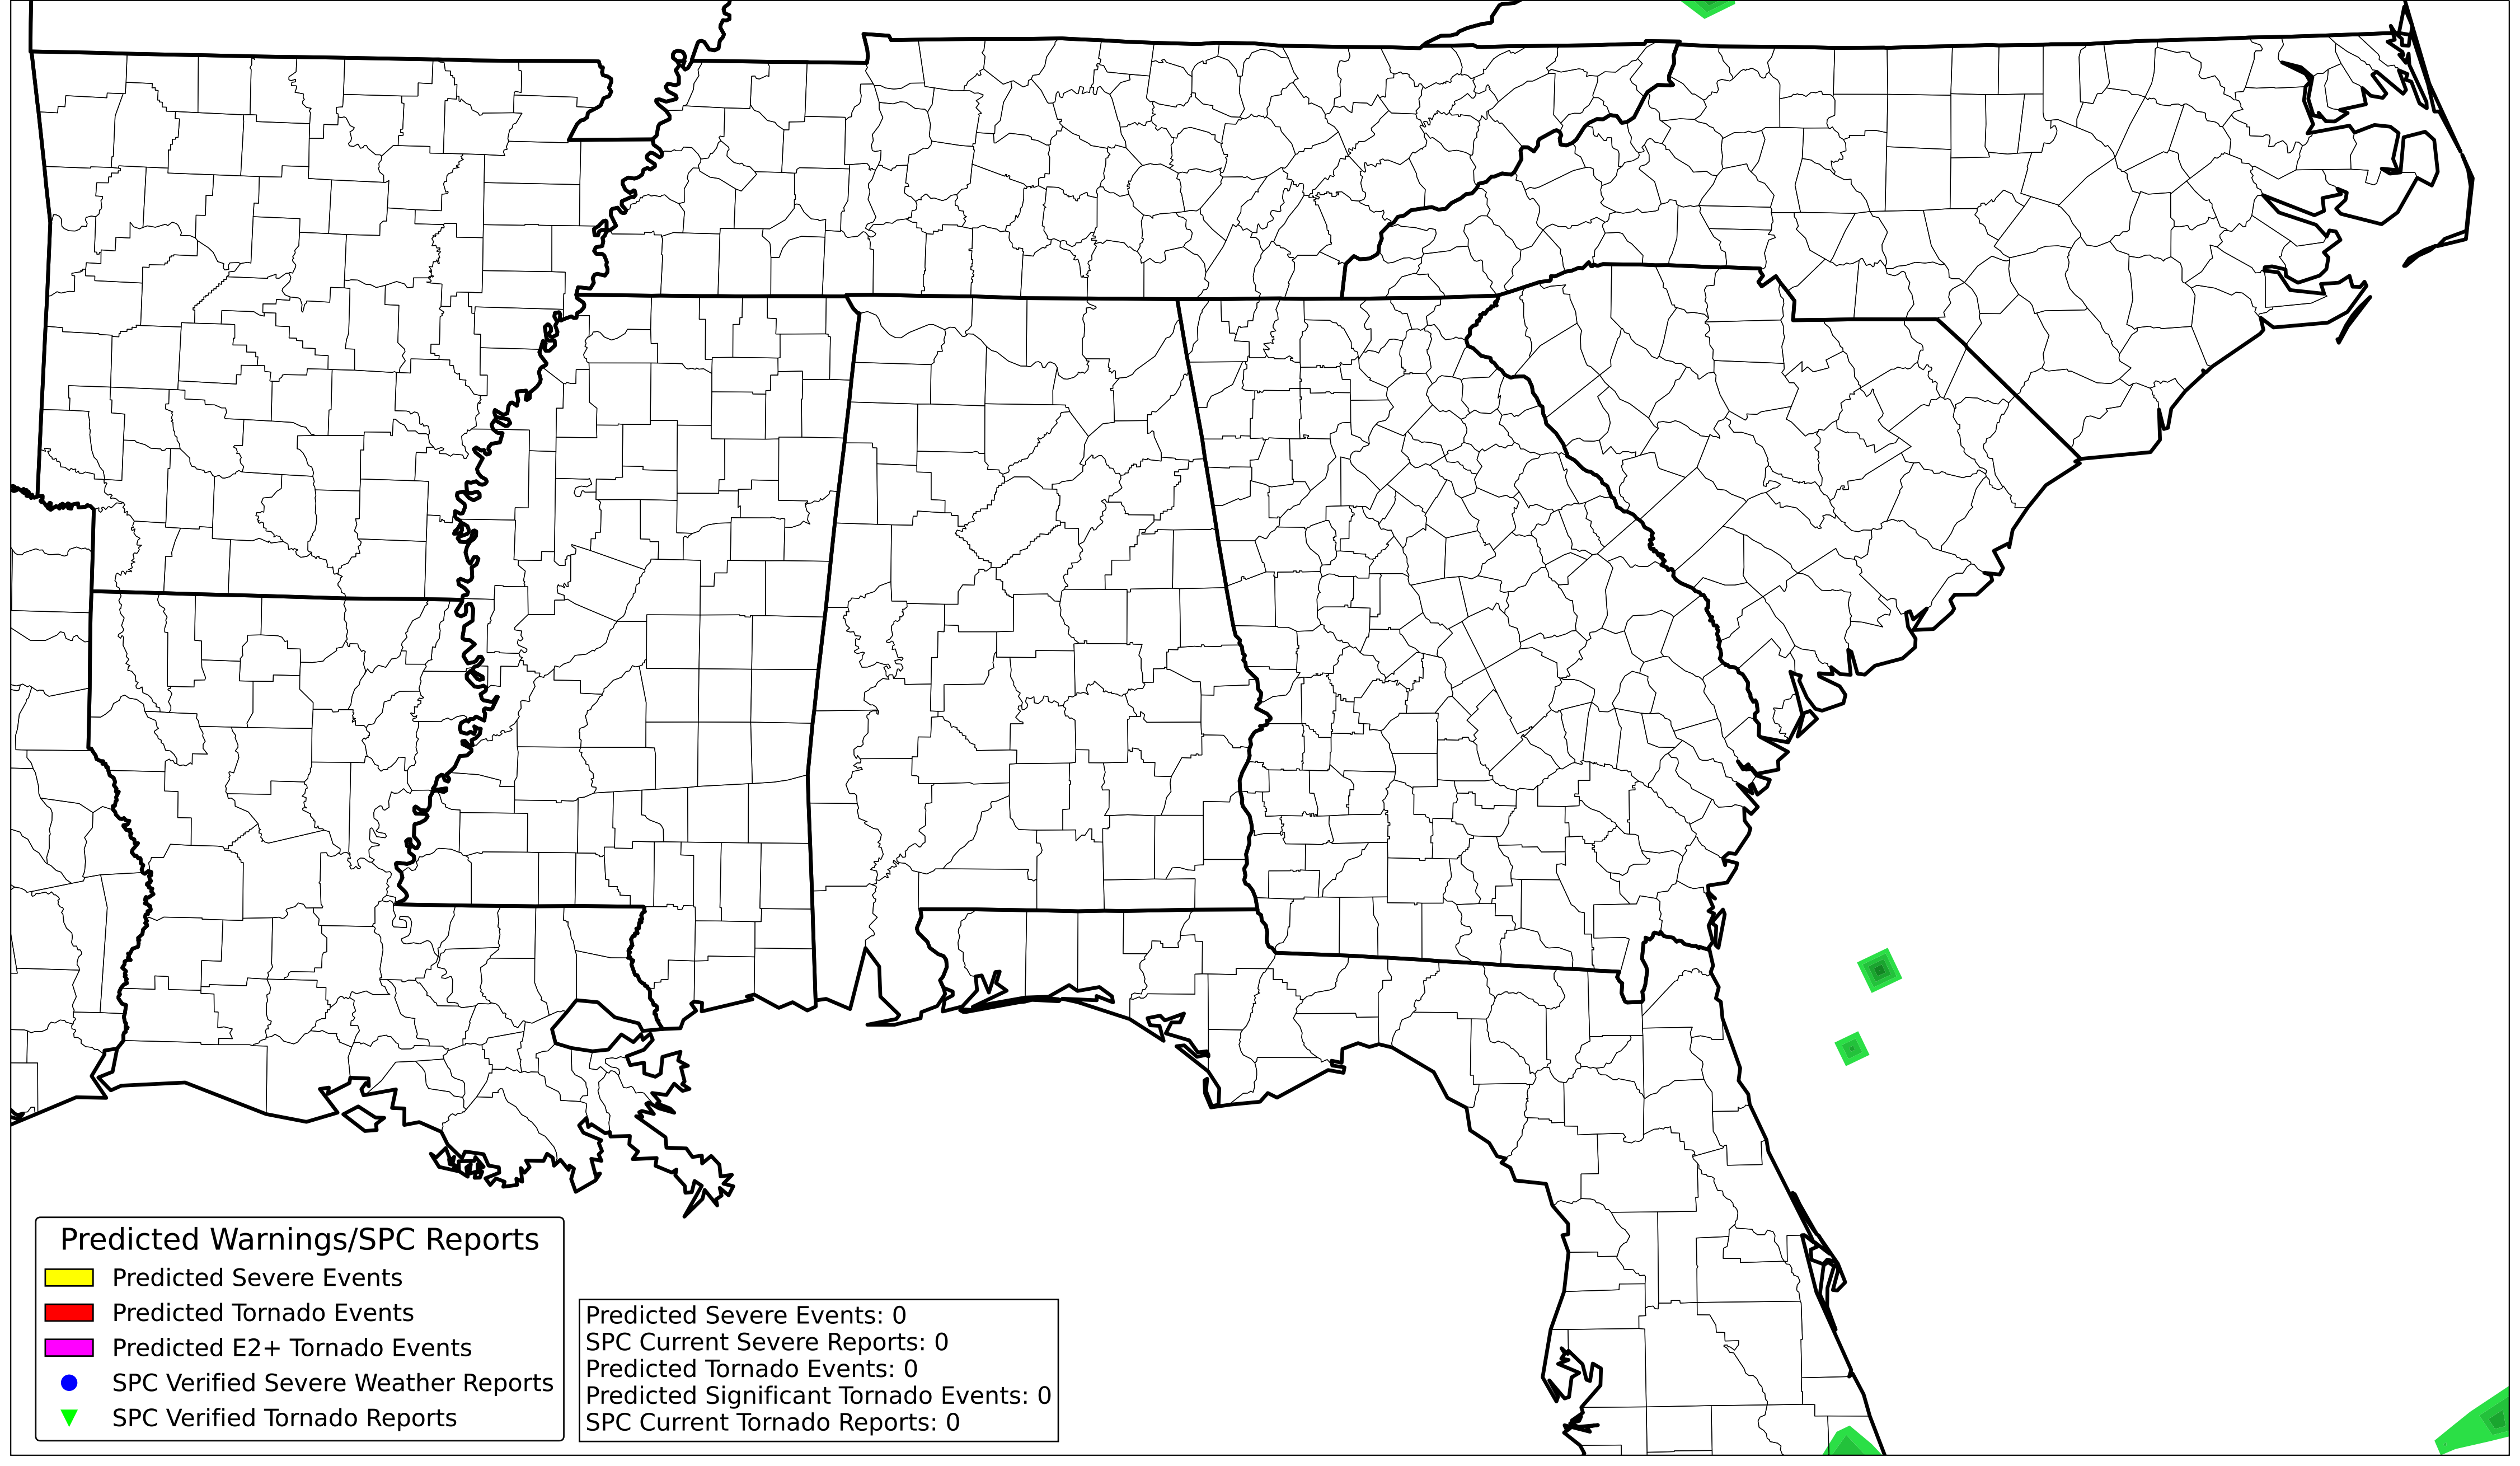 Predicted Warnings/SPC Reports
Predicted Severe Events
Predicted Tornado Events
Predicted E2+ Tornado Events
SPC Verified Severe Weather Reports
SPC Verified Tornado Reports
Predicted Severe Events: 0
SPC Current Severe Reports: 0
Predicted Tornado Events: 0
Predicted Significant Tornado Events: 0
SPC Current Tornado Reports: 0